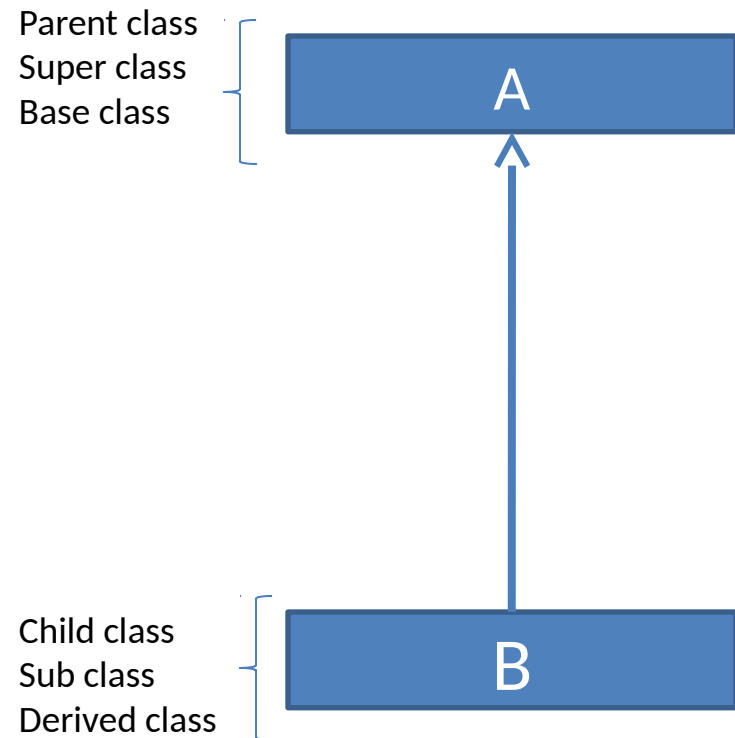 Parent class
Super class
Base class
A
Child class
Sub class
Derived class
B